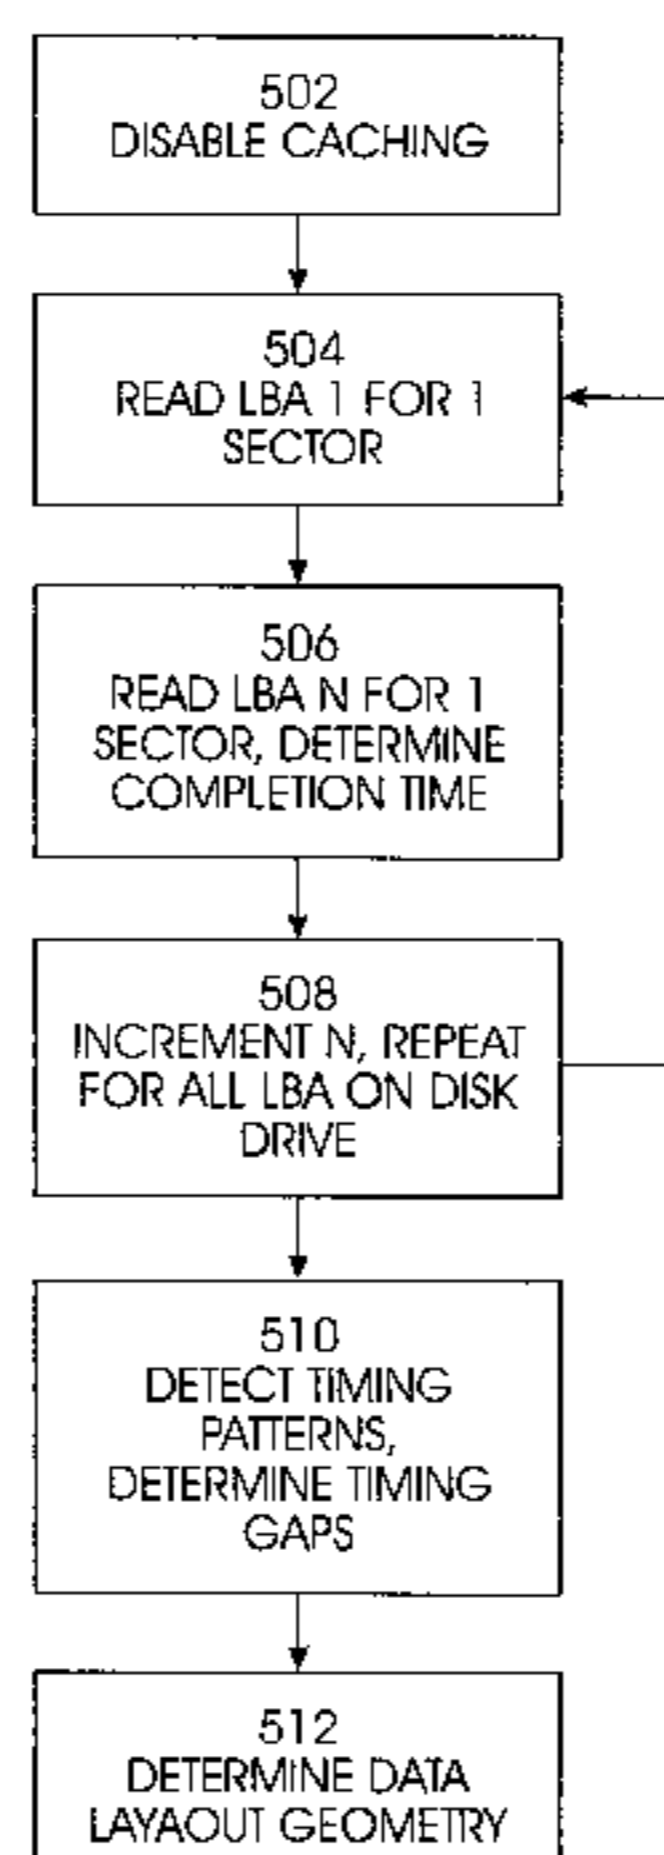 502
DISABLE CACHING
504
READ LBA 1 FOR 1
SECTOR
506
READ LBA N FOR 1
SECTOR, DETERMINE
COMPLETION TIME
508
INCREMENT N, REPEAT
FOR ALL LBA ON DISK
DRIVE
510
DETECT TIMING
PATTERNS,
DETERMINE TIMING
GAPS
512
DETERMINE DATA
LAYAOUT GEOMETRY